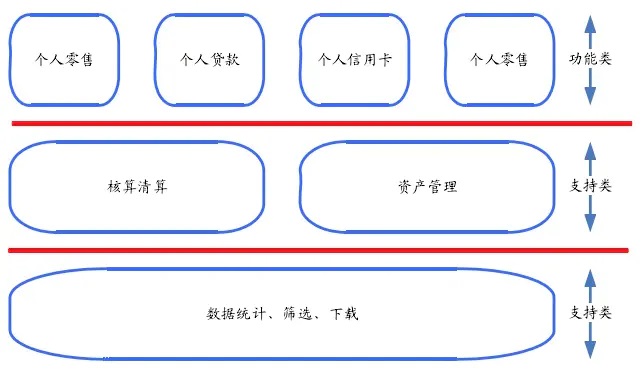 个人零售 个人贷款 个人信用卡 个人零售 功能类
核算清算 资产管理 支持类
数据统计、筛选、下载 支持类